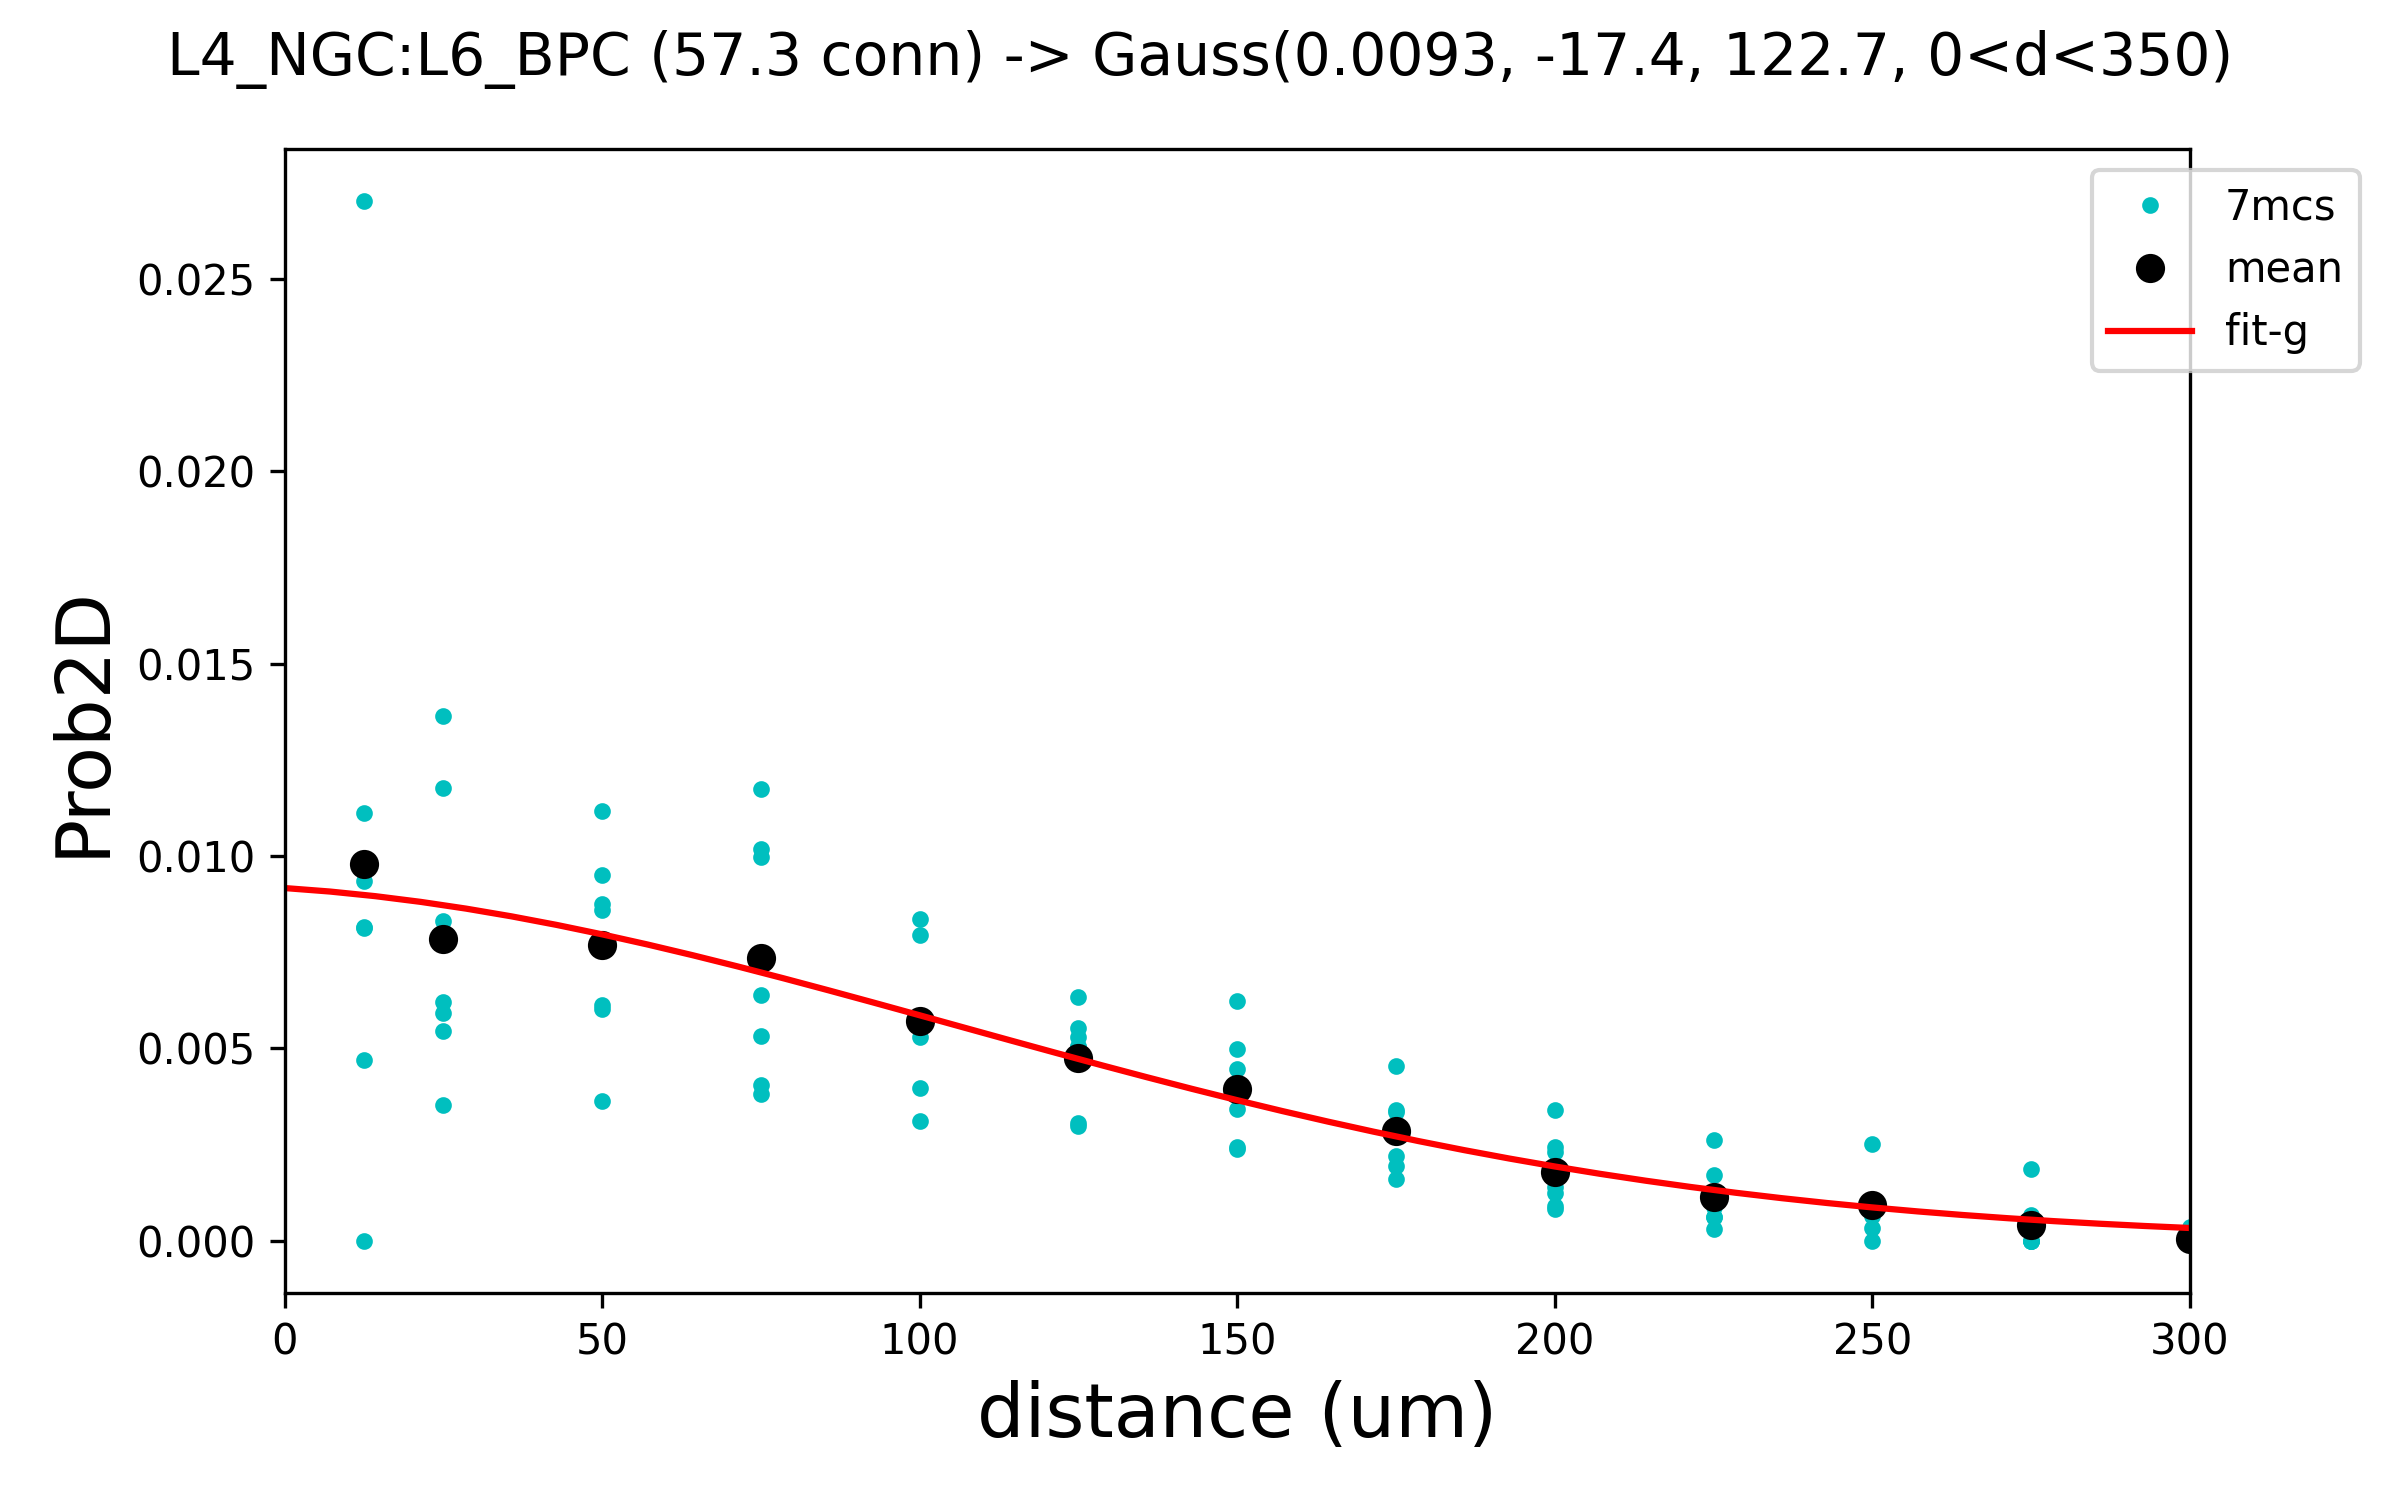 L4_NGC:L6_BPC (57.3 conn) -> Gauss(0.0093, -17.4, 122.7, 0<d<350)
7mcs
mean
fit-g
Prob2D
0.025
0.020
0.015
0.010
0.005
0.000
0 50 100 150 200 250 300
distance (um)